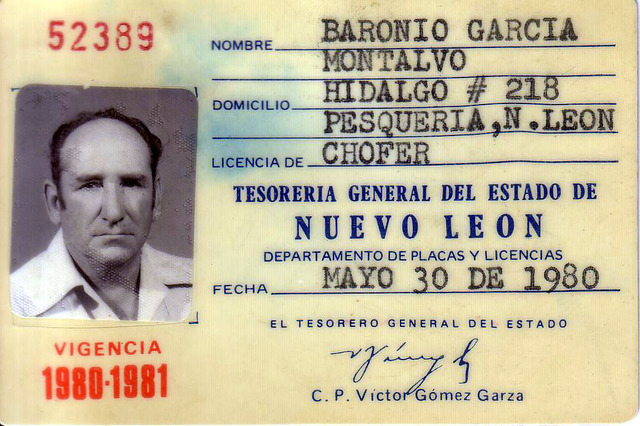 52389
NOMBRE BARONIO GARCIA
MONTALVO
DOMICILIO HIDALGO # 218
PESQUERIA, N. LEON
LICENCIA DE CHOFER
TESORERIA GENERAL DEL ESTADO DE
NUEVO LEON
DEPARTAMENTO DE PLACAS Y LICENCIAS
FECHA MAYO 30 DE 1980
EL TESORERO GENERAL DEL ESTADO
C. P. Víctor Gómez Garza
VIGENCIA
1980-1981